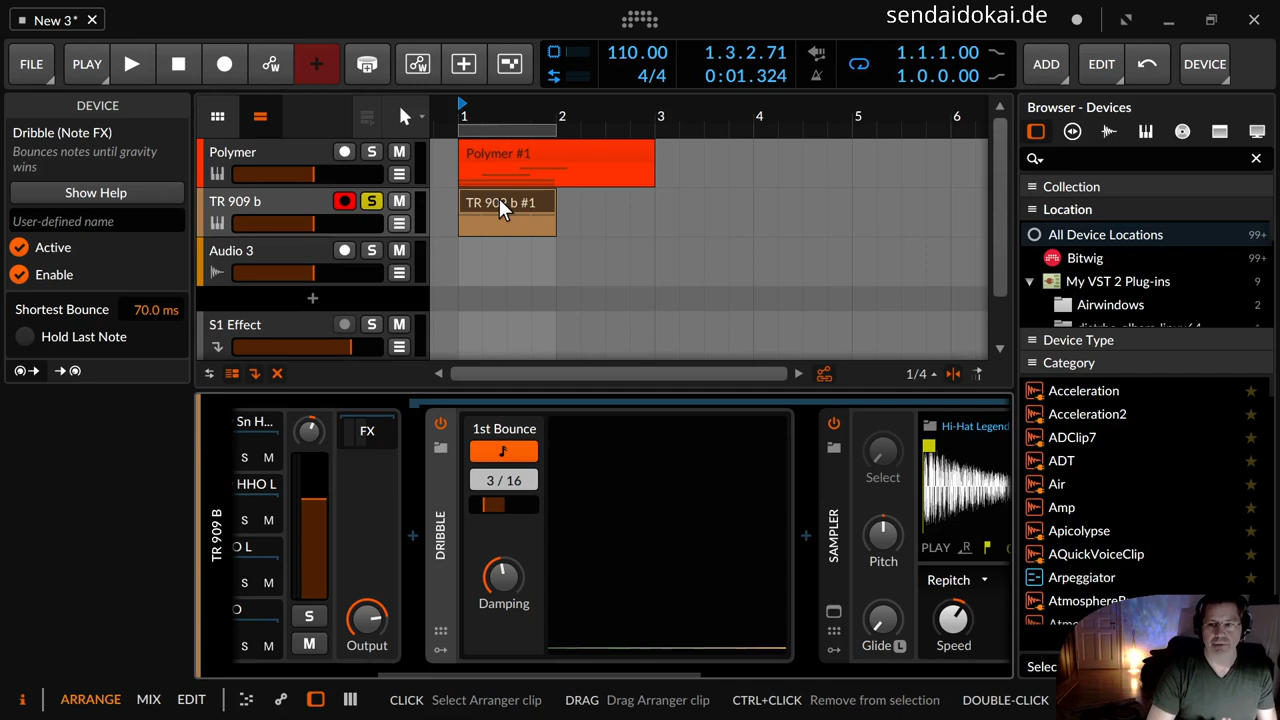 New 3*
sendaidokai.de
FILE
PLAY
110.00
4/4
1.3.2.71
0:01.324
1.1.1.00
1.0.0.00
ADD
EDIT
DEVICE
DEVICE
Dribble (Note FX)
Bounces notes until gravity
wins
Show Help
User-defined name
Active
Enable
Shortest Bounce 70.0 ms
Hold Last Note
1 2 3 4 5 6
Polymer S M
Polymer #1
TR 909 b S M
TR 909 b #1
Audio 3 S M
S1 Effect S M
1/4
Browser - Devices
Collection
Location
All Device Locations 99+
Bitwig 99+
My VST 2 Plug-ins 9
Airwindows
Device Type
Category
Acceleration
Acceleration2
ADClip7
ADT
Air
Amp
Apicolypse
AQuickVoiceClip
Arpeggiator
TR 909 B
Sn H...
S M
HHO L
S M
O L
S M
O
S M
S
M
FX
Output
DRIBBLE
1st Bounce
3 / 16
Damping
SAMPLER
Select
Pitch
Glide L
Hi-Hat Legend
PLAY
Repitch
Speed
ARRANGE MIX EDIT
CLICK Select Arranger clip DRAG Drag Arranger clip CTRL+CLICK Remove from selection DOUBLE-CLICK